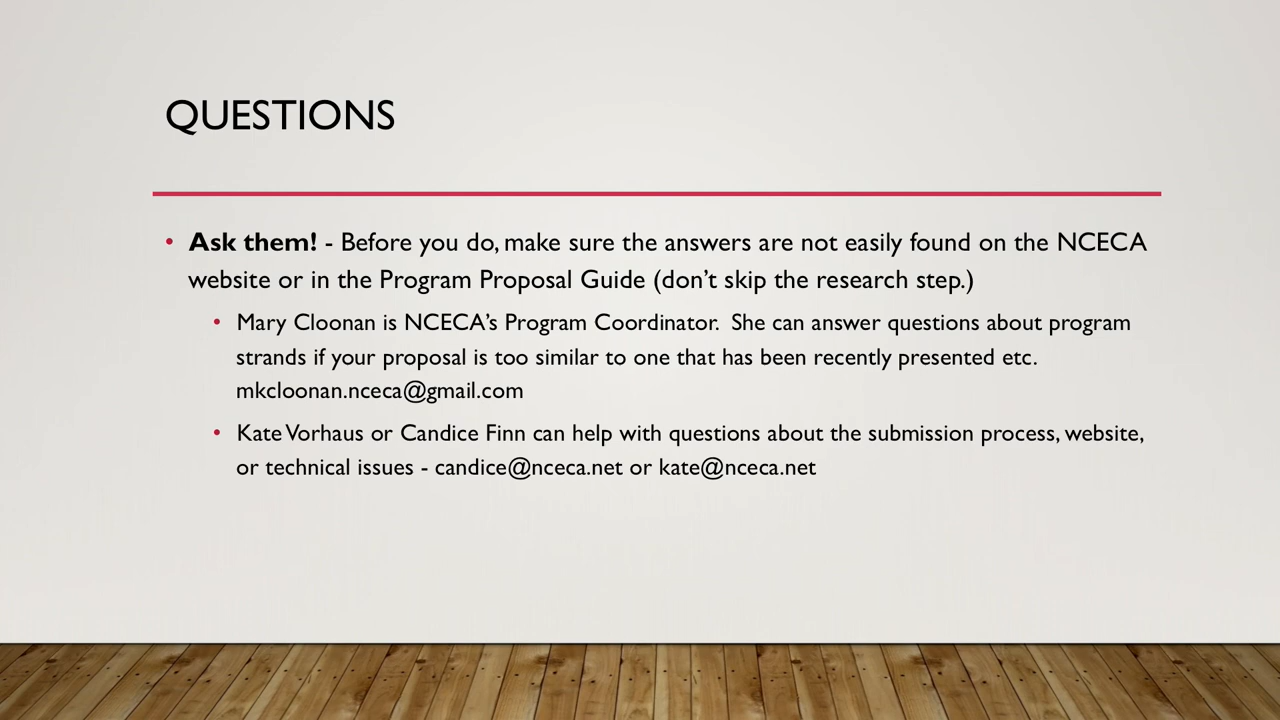 QUESTIONS
• Ask them! - Before you do, make sure the answers are not easily found on the NCECA
website or in the Program Proposal Guide (don’t skip the research step.)
• Mary Cloonan is NCECA’s Program Coordinator.  She can answer questions about program
strands if your proposal is too similar to one that has been recently presented etc.
mkcloonan.nceca@gmail.com
• Kate Vorhaus or Candice Finn can help with questions about the submission process, website,
or technical issues - candice@nceca.net or kate@nceca.net